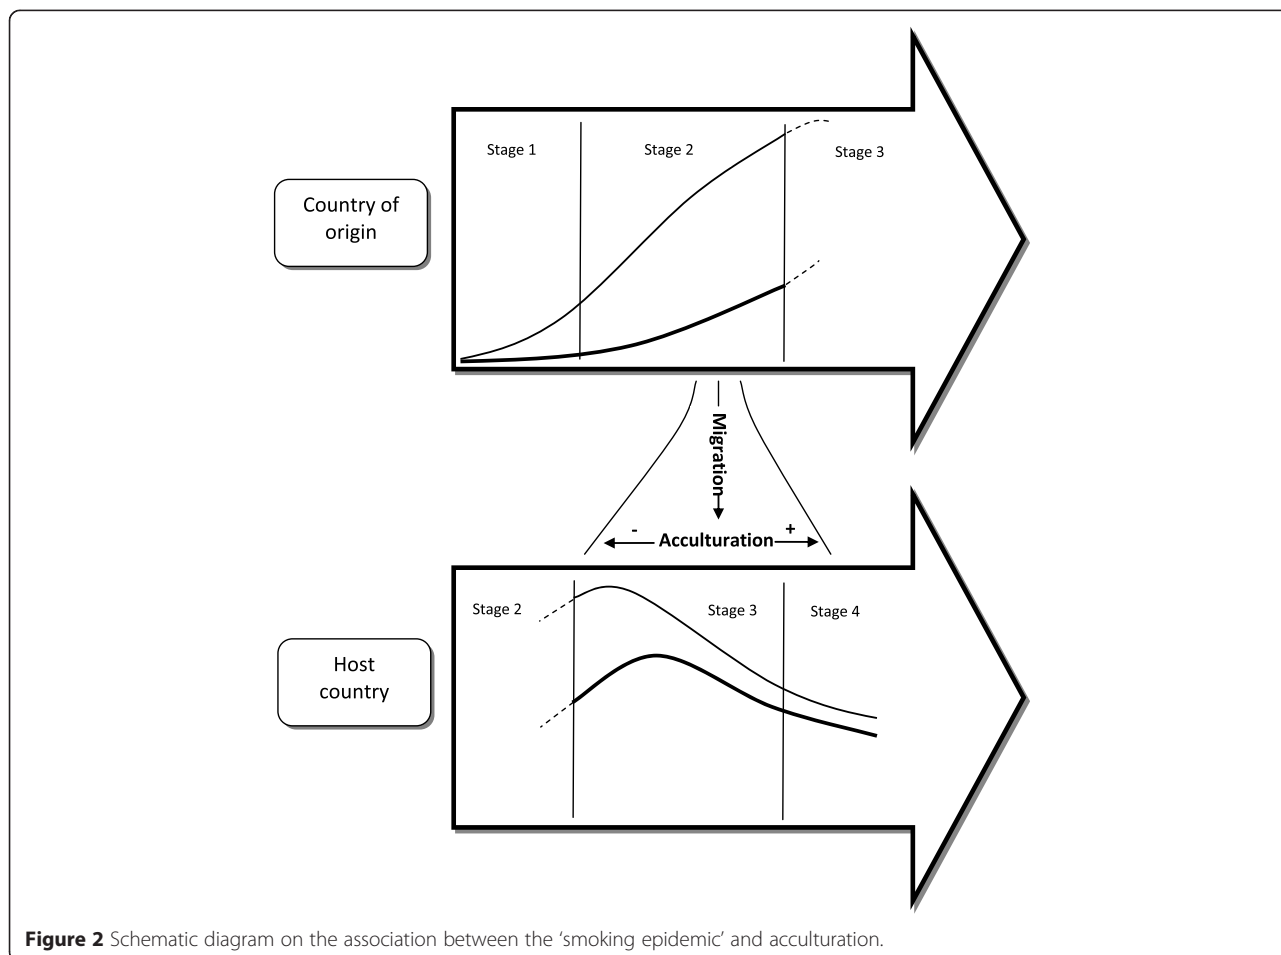 Stage 1
Stage 2
Stage 3
Country of
origin
Migration
-
+
Acculturation
Stage 2
Stage 3
Stage 4
Host
country
Figure 2 Schematic diagram on the association between the ‘smoking epidemic’ and acculturation.